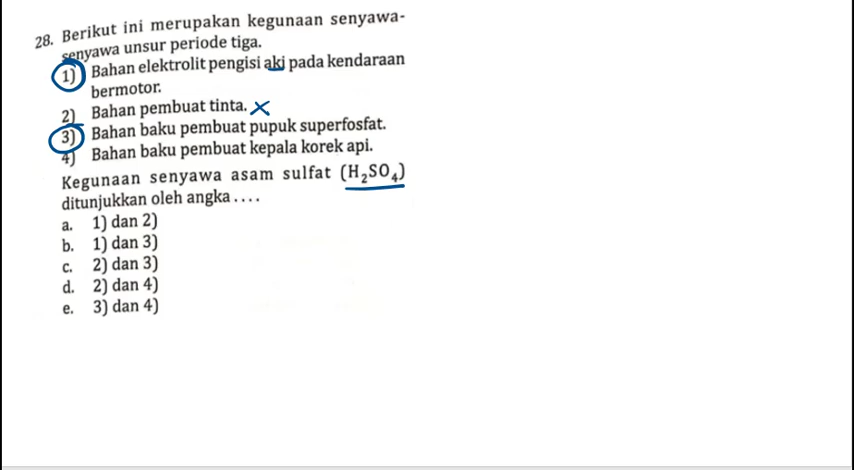 28. Berikut ini merupakan kegunaan senyawa-
senyawa unsur periode tiga.
1) Bahan elektrolit pengisi aki pada kendaraan
bermotor.
2) Bahan pembuat tinta. ×
3) Bahan baku pembuat pupuk superfosfat.
4) Bahan baku pembuat kepala korek api.
Kegunaan senyawa asam sulfat (H₂SO₄)
ditunjukkan oleh angka . . . .
a. 1) dan 2)
b. 1) dan 3)
c. 2) dan 3)
d. 2) dan 4)
e. 3) dan 4)